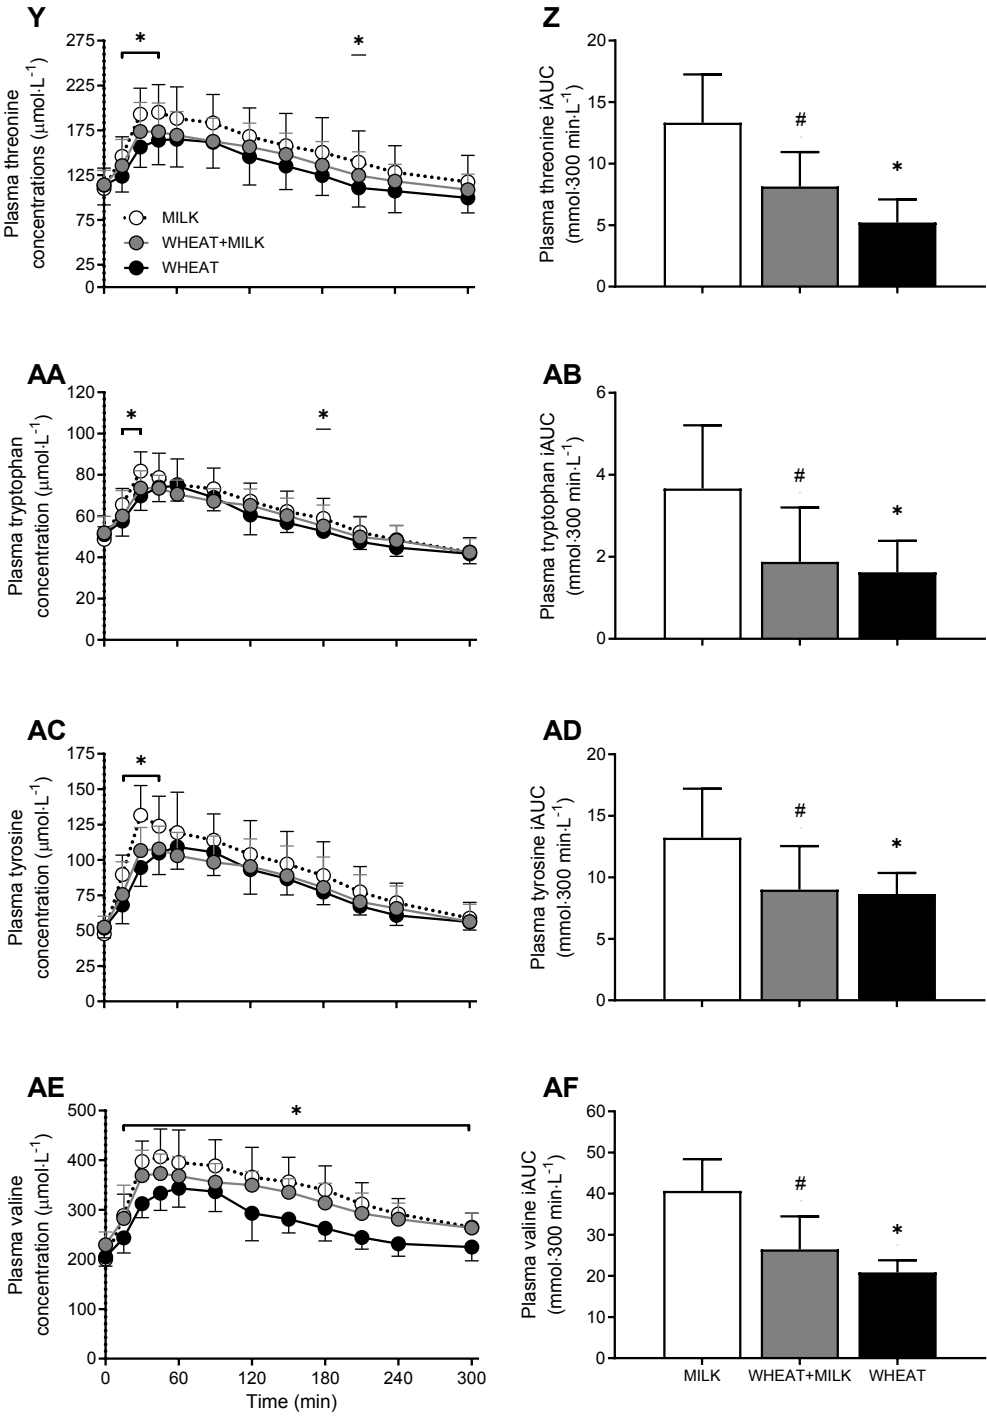 Y
Plasma threonine
concentrations (µmol·L⁻¹)
*
*
275
225
175
125
75
25
0
MILK
WHEAT+MILK
WHEAT
Z
Plasma threonine iAUC
(mmol·300 min·L⁻¹)
20
15
10
5
0
#
*
AA
Plasma tryptophan
concentration (µmol·L⁻¹)
*
*
120
100
80
60
40
20
0
AB
Plasma tryptophan iAUC
(mmol·300 min·L⁻¹)
6
4
2
0
#
*
AC
Plasma tyrosine
concentration (µmol·L⁻¹)
*
175
150
125
100
75
50
25
0
AD
Plasma tyrosine iAUC
(mmol·300 min·L⁻¹)
20
15
10
5
0
#
*
AE
Plasma valine
concentration (µmol·L⁻¹)
*
500
400
300
200
100
0
0 60 120 180 240 300
Time (min)
AF
Plasma valine iAUC
(mmol·300 min·L⁻¹)
60
50
40
30
20
10
0
#
*
MILK WHEAT+MILK WHEAT